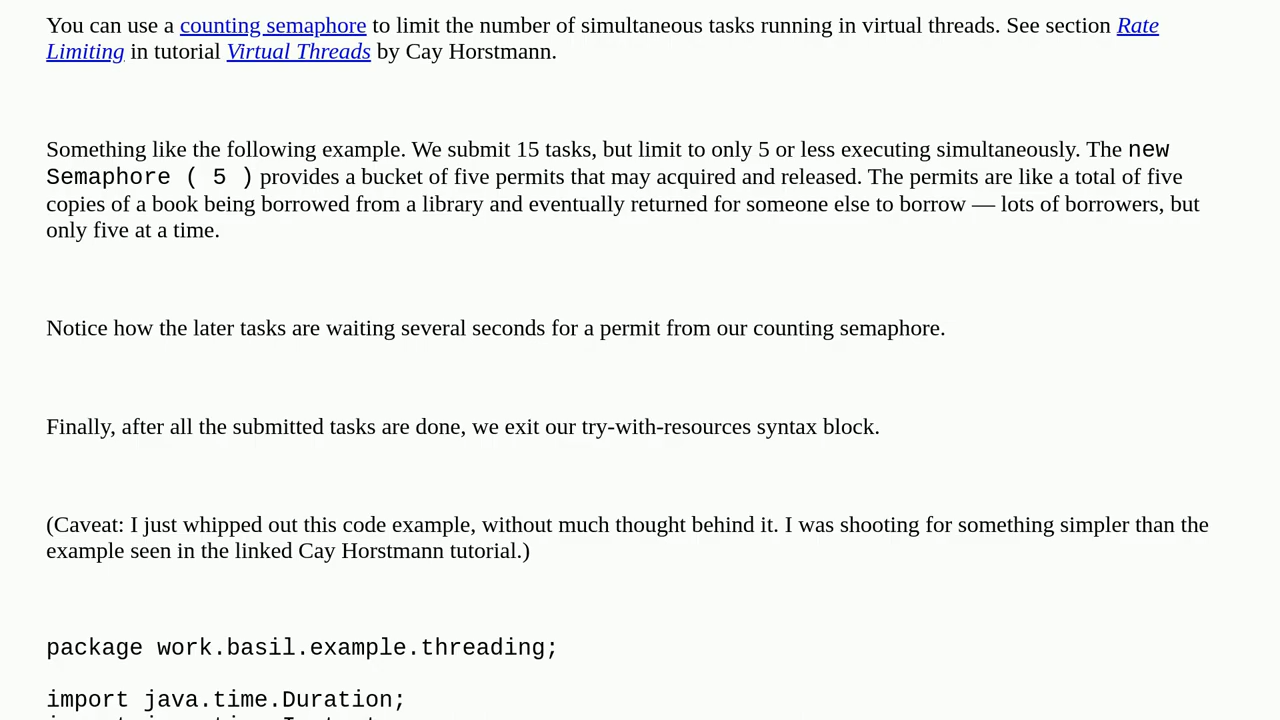 You can use a counting semaphore to limit the number of simultaneous tasks running in virtual threads. See section Rate
Limiting in tutorial Virtual Threads by Cay Horstmann.
Something like the following example. We submit 15 tasks, but limit to only 5 or less executing simultaneously. The new
Semaphore ( 5 ) provides a bucket of five permits that may acquired and released. The permits are like a total of five
copies of a book being borrowed from a library and eventually returned for someone else to borrow — lots of borrowers, but
only five at a time.
Notice how the later tasks are waiting several seconds for a permit from our counting semaphore.
Finally, after all the submitted tasks are done, we exit our try-with-resources syntax block.
(Caveat: I just whipped out this code example, without much thought behind it. I was shooting for something simpler than the
example seen in the linked Cay Horstmann tutorial.)
package work.basil.example.threading;
import java.time.Duration;